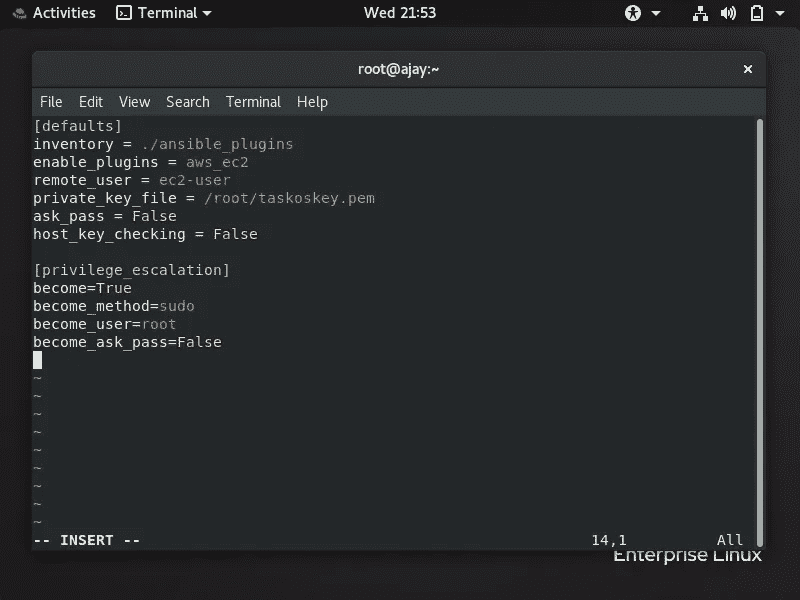 Activities Terminal Wed 21:53
root@ajay:~ ×
File Edit View Search Terminal Help
[defaults]
inventory = ./ansible_plugins
enable_plugins = aws_ec2
remote_user = ec2-user
private_key_file = /root/taskoskey.pem
ask_pass = False
host_key_checking = False
[privilege_escalation]
become=True
become_method=sudo
become_user=root
become_ask_pass=False
~
~
~
~
~
~
~
~
~
-- INSERT -- 14,1 All
Enterprise Linux